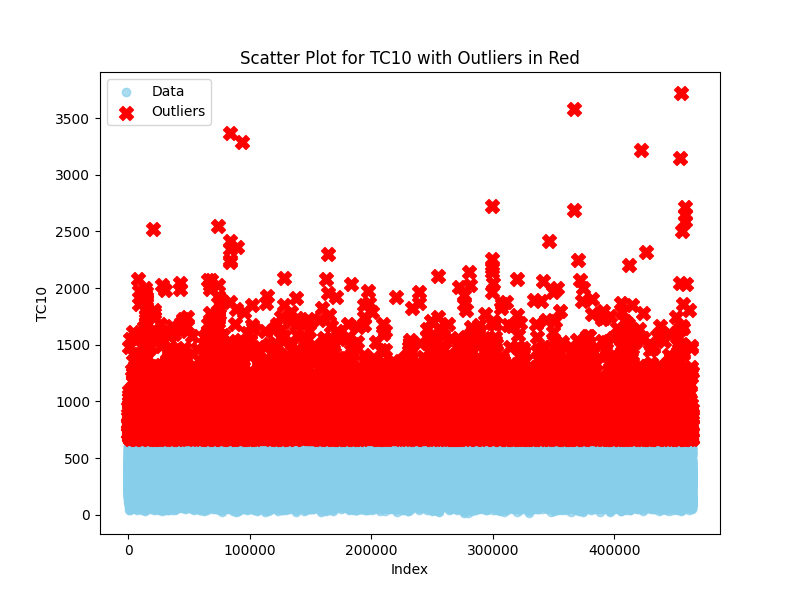 Scatter Plot for TC10 with Outliers in Red
Data
Outliers
3500
3000
2500
2000
1500
1000
500
0
TC10
0 100000 200000 300000 400000
Index